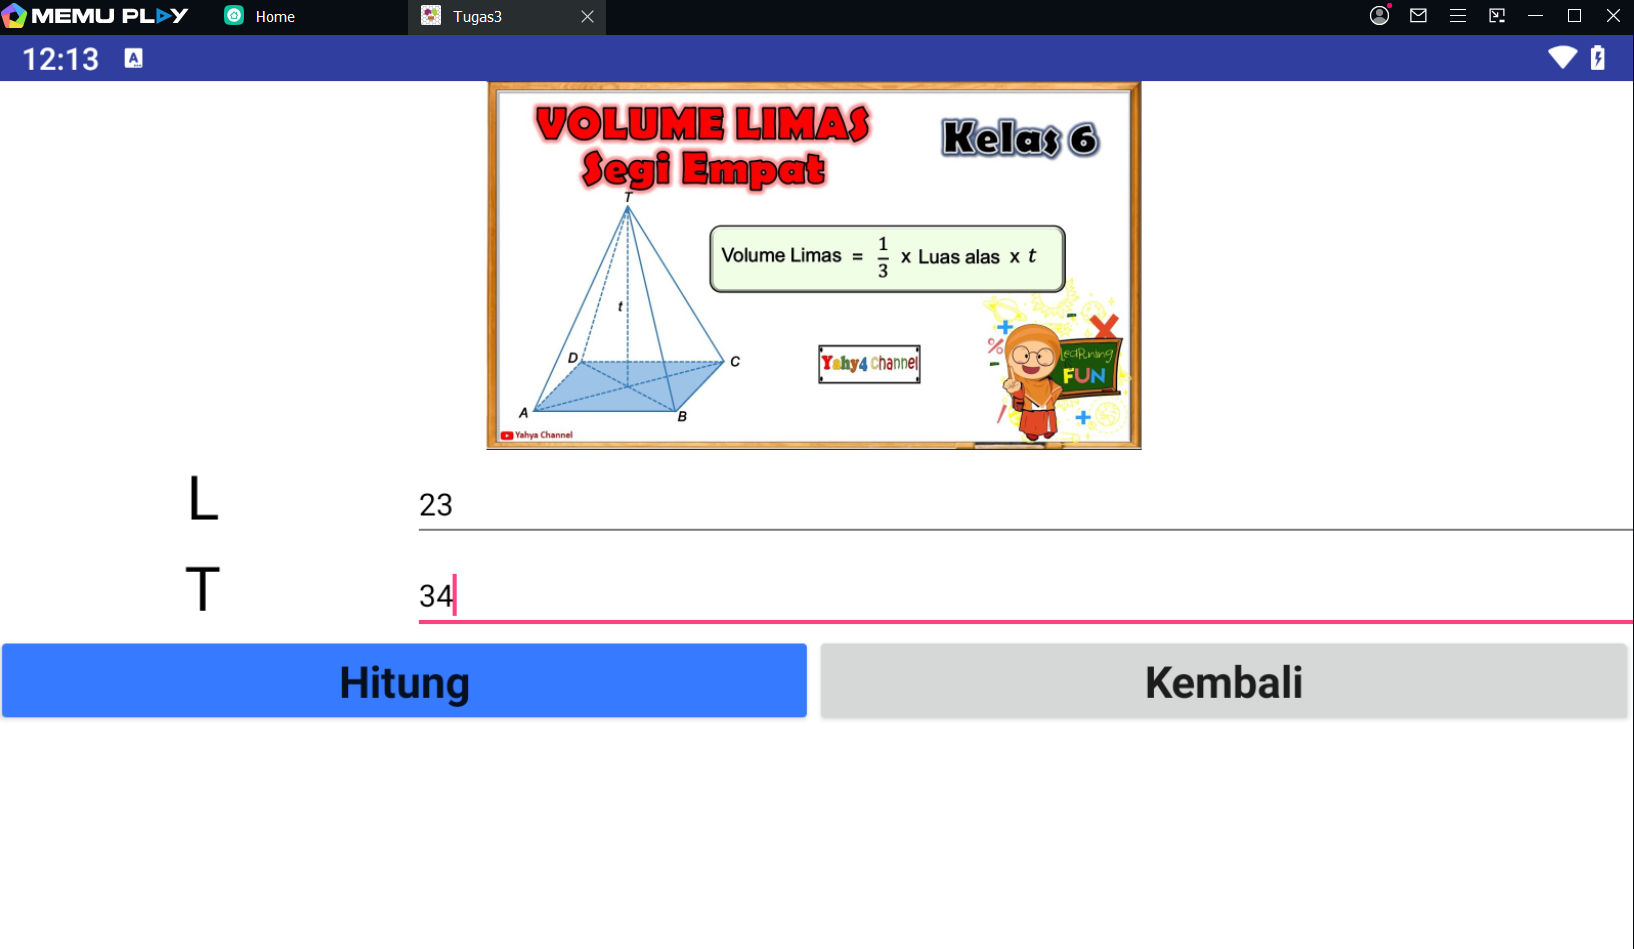 MEMU PLAY
Home
Tugas3
12:13
A
VOLUME LIMAS
Segi Empat
Kelas 6
T
Volume Limas = 1/3 x Luas alas x t
t
D
C
A
B
Yahy4 Channel
Learning
FUN
Yahya Channel
L
23
T
34
Hitung
Kembali